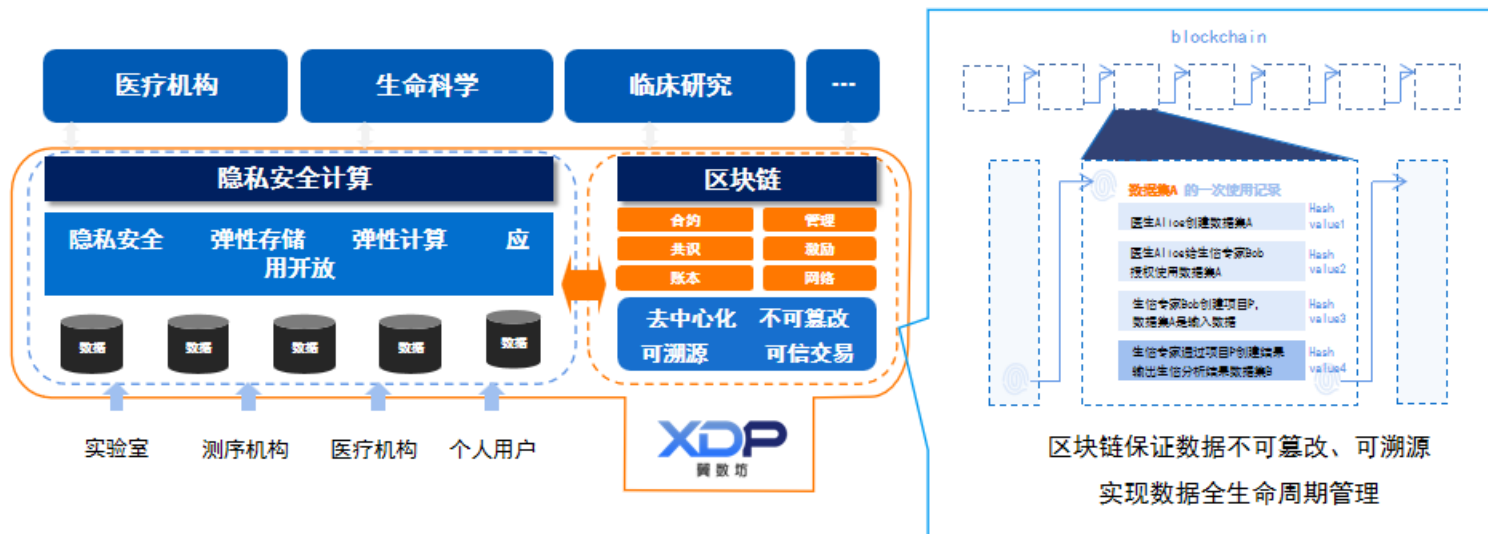 医疗机构
生命科学
临床研究
---
隐私安全计算
隐私安全 弹性存储 弹性计算 应
用开放
数据
数据
数据
数据
数据
实验室
测序机构
医疗机构
个人用户
区块链
合约
管理
共识
激励
账本
网络
去中心化 不可篡改
可溯源 可信交易
XDP
翼数坊
blockchain
数据集A 的一次使用记录
医生Alice创建数据集A
Hash
value1
医生Alice给生信专家Bob
授权使用数据集A
Hash
value2
生信专家Bob创建项目P,
数据集A是输入数据
Hash
value3
生信专家通过项目P创建结果
输出生信分析结果数据集B
Hash
value4
区块链保证数据不可篡改、可溯源
实现数据全生命周期管理